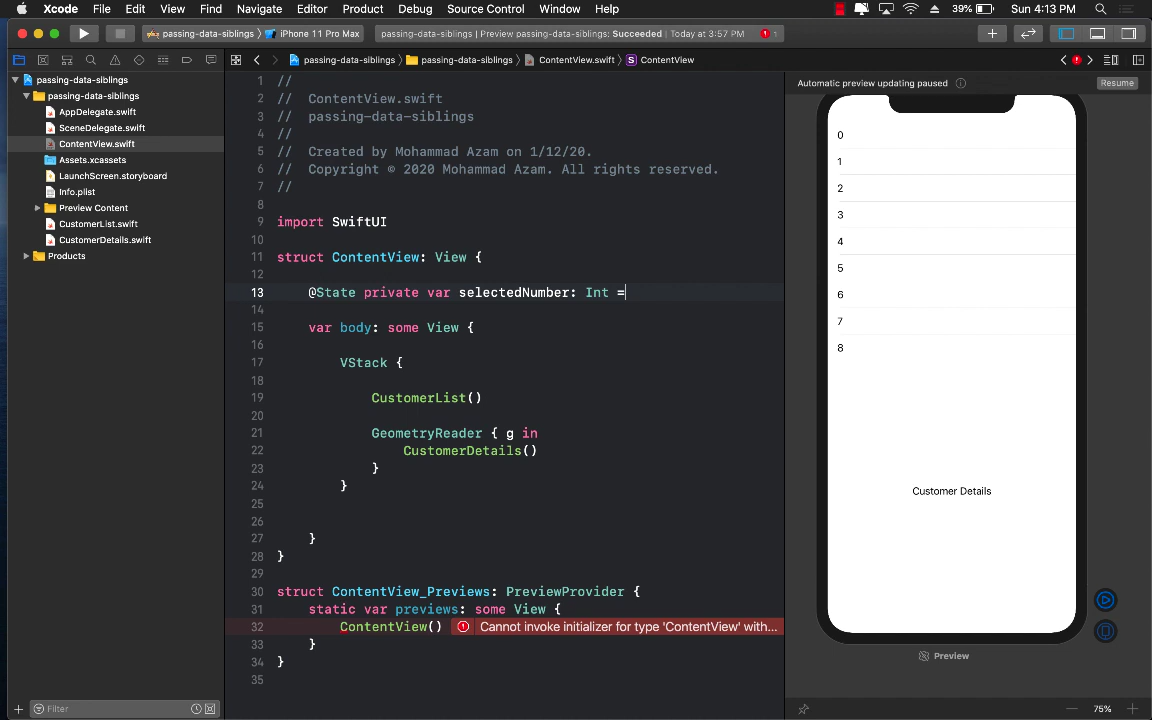 Xcode File Edit View Find Navigate Editor Product Debug Source Control Window Help 39% Sun 4:13 PM
passing-data-siblings iPhone 11 Pro Max passing-data-siblings | Preview passing-data-siblings: Succeeded | Today at 3:57 PM 1
passing-data-siblings passing-data-siblings ContentView.swift S ContentView
passing-data-siblings
passing-data-siblings
AppDelegate.swift
SceneDelegate.swift
ContentView.swift
Assets.xcassets
LaunchScreen.storyboard
Info.plist
Preview Content
CustomerList.swift
CustomerDetails.swift
Products
Filter
1 //
2 // ContentView.swift
3 // passing-data-siblings
4 //
5 // Created by Mohammad Azam on 1/12/20.
6 // Copyright © 2020 Mohammad Azam. All rights reserved.
7 //
8
9 import SwiftUI
10
11 struct ContentView: View {
12
13 @State private var selectedNumber: Int =
14
15 var body: some View {
16
17 VStack {
18
19 CustomerList()
20
21 GeometryReader { g in
22 CustomerDetails()
23 }
24 }
25
26
27 }
28 }
29
30 struct ContentView_Previews: PreviewProvider {
31 static var previews: some View {
32 ContentView() Cannot invoke initializer for type 'ContentView' with...
33 }
34 }
35
Automatic preview updating paused Resume
0
1
2
3
4
5
6
7
8
Customer Details
Preview
75%